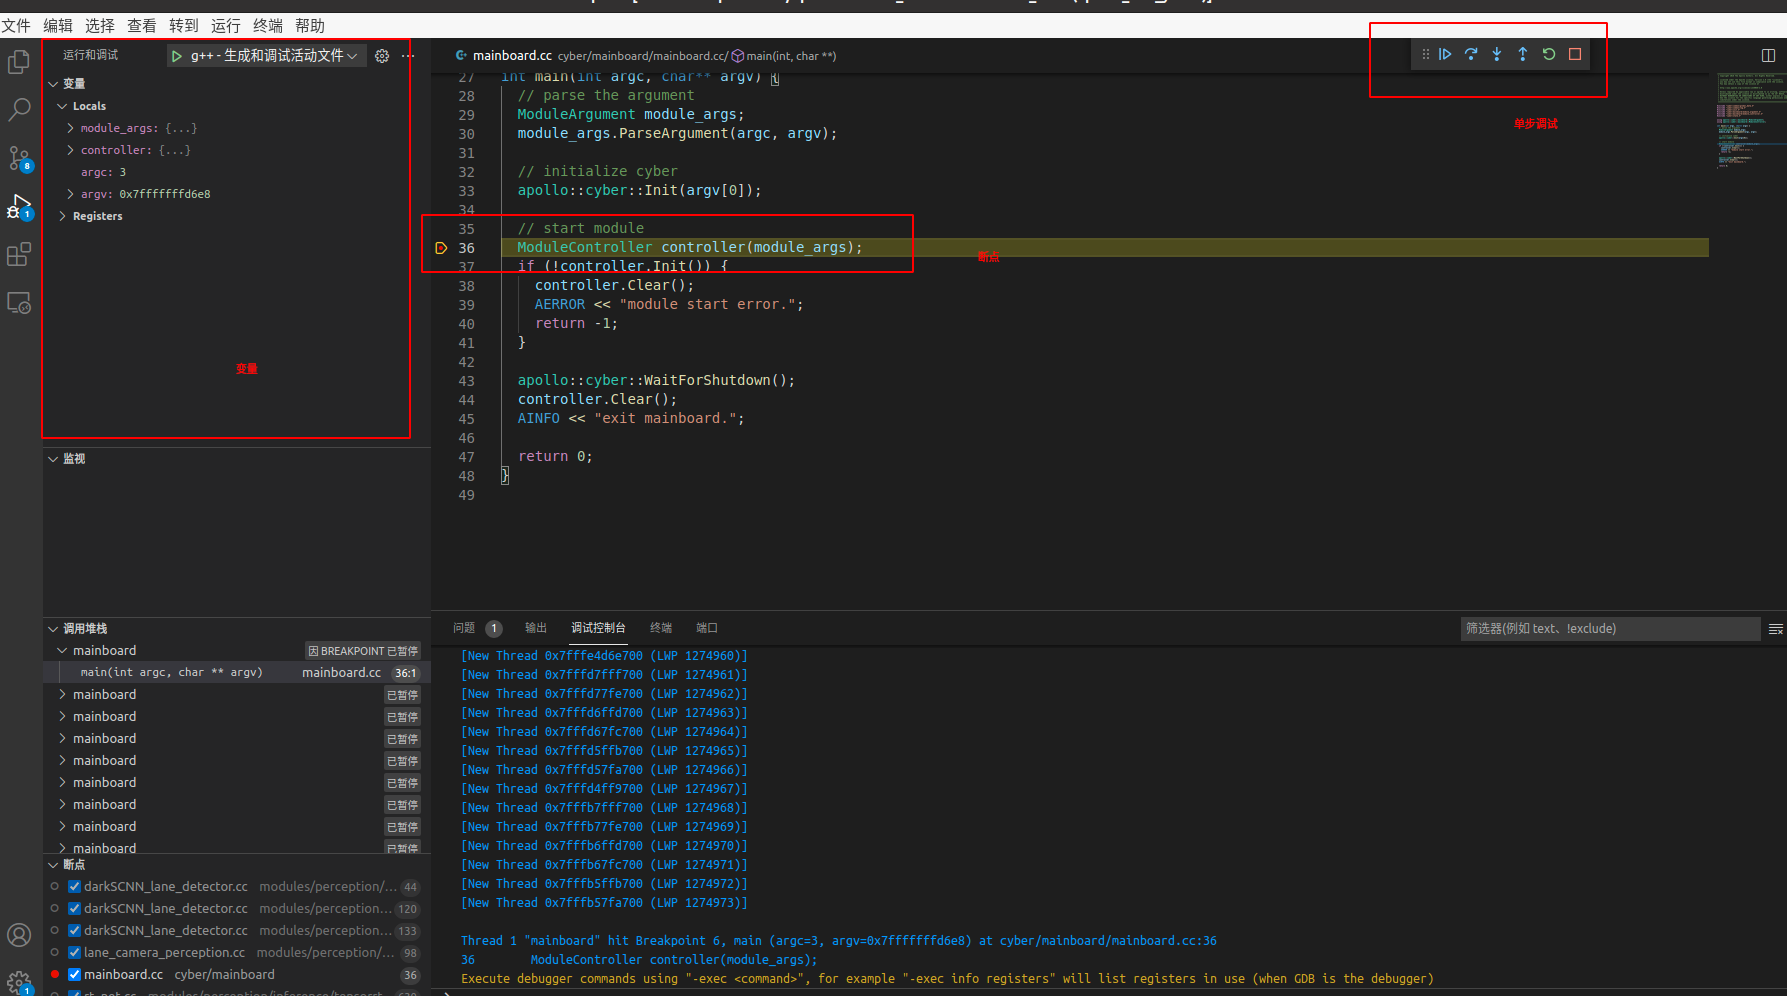 文件 编辑 选择 查看 转到 运行 终端 帮助
运行和调试 g++ - 生成和调试活动文件 ...
变量
Locals
module_args: {...}
controller: {...}
argc: 3
argv: 0x7fffffffd6e8
Registers
变量
监视
调用堆栈
mainboard 因 BREAKPOINT 已暂停
main(int argc, char ** argv) mainboard.cc 36:1
mainboard 已暂停
mainboard 已暂停
mainboard 已暂停
mainboard 已暂停
mainboard 已暂停
mainboard 已暂停
mainboard 已暂停
mainboard 已暂停
断点
darkSCNN_lane_detector.cc modules/perception/... 44
darkSCNN_lane_detector.cc modules/perception... 120
darkSCNN_lane_detector.cc modules/perception... 133
lane_camera_perception.cc modules/perception/... 98
mainboard.cc cyber/mainboard 36
8
1
1
mainboard.cc cyber/mainboard/mainboard.cc/ main(int, char **)
单步调试
27 int main(int argc, char** argv) {
28 // parse the argument
29 ModuleArgument module_args;
30 module_args.ParseArgument(argc, argv);
31
32 // initialize cyber
33 apollo::cyber::Init(argv[0]);
34
35 // start module
36 ModuleController controller(module_args);
断点
37 if (!controller.Init()) {
38 controller.Clear();
39 AERROR << "module start error.";
40 return -1;
41 }
42
43 apollo::cyber::WaitForShutdown();
44 controller.Clear();
45 AINFO << "exit mainboard.";
46
47 return 0;
48 }
49
问题 1 输出 调试控制台 终端 端口 筛选器(例如 text、!exclude)
[New Thread 0x7fffe4d6e700 (LWP 1274960)]
[New Thread 0x7fffd7fff700 (LWP 1274961)]
[New Thread 0x7fffd77fe700 (LWP 1274962)]
[New Thread 0x7fffd6ffd700 (LWP 1274963)]
[New Thread 0x7fffd67fc700 (LWP 1274964)]
[New Thread 0x7fffd5ffb700 (LWP 1274965)]
[New Thread 0x7fffd57fa700 (LWP 1274966)]
[New Thread 0x7fffd4ff9700 (LWP 1274967)]
[New Thread 0x7fffb7fff700 (LWP 1274968)]
[New Thread 0x7fffb77fe700 (LWP 1274969)]
[New Thread 0x7fffb6ffd700 (LWP 1274970)]
[New Thread 0x7fffb67fc700 (LWP 1274971)]
[New Thread 0x7fffb5ffb700 (LWP 1274972)]
[New Thread 0x7fffb57fa700 (LWP 1274973)]
Thread 1 "mainboard" hit Breakpoint 6, main (argc=3, argv=0x7fffffffd6e8) at cyber/mainboard/mainboard.cc:36
36 ModuleController controller(module_args);
Execute debugger commands using "-exec <command>", for example "-exec info registers" will list registers in use (when GDB is the debugger)